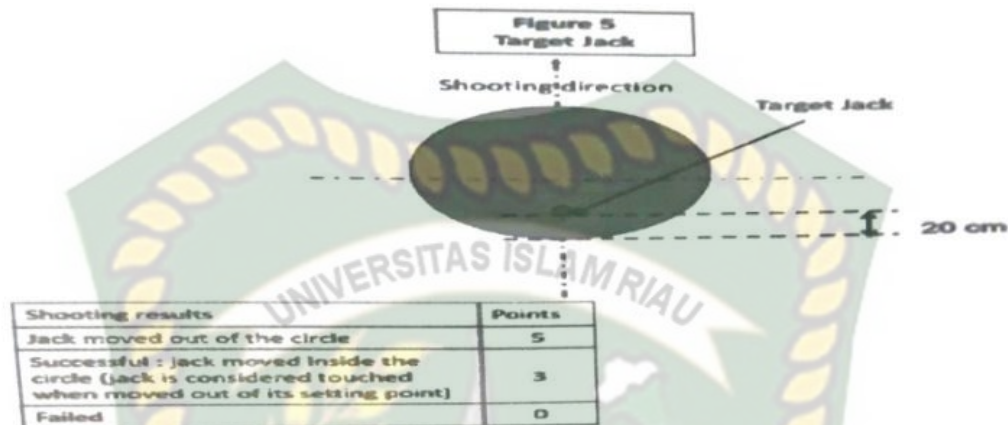 Figure 5
Target Jack
Shooting direction
Target Jack
20 cm
UNIVERSITAS ISLAM RIAU
Shooting results Points
Jack moved out of the circle 5
Successful : jack moved inside the
circle (jack is considered touched 3
when moved out of its setting point)
Failed 0